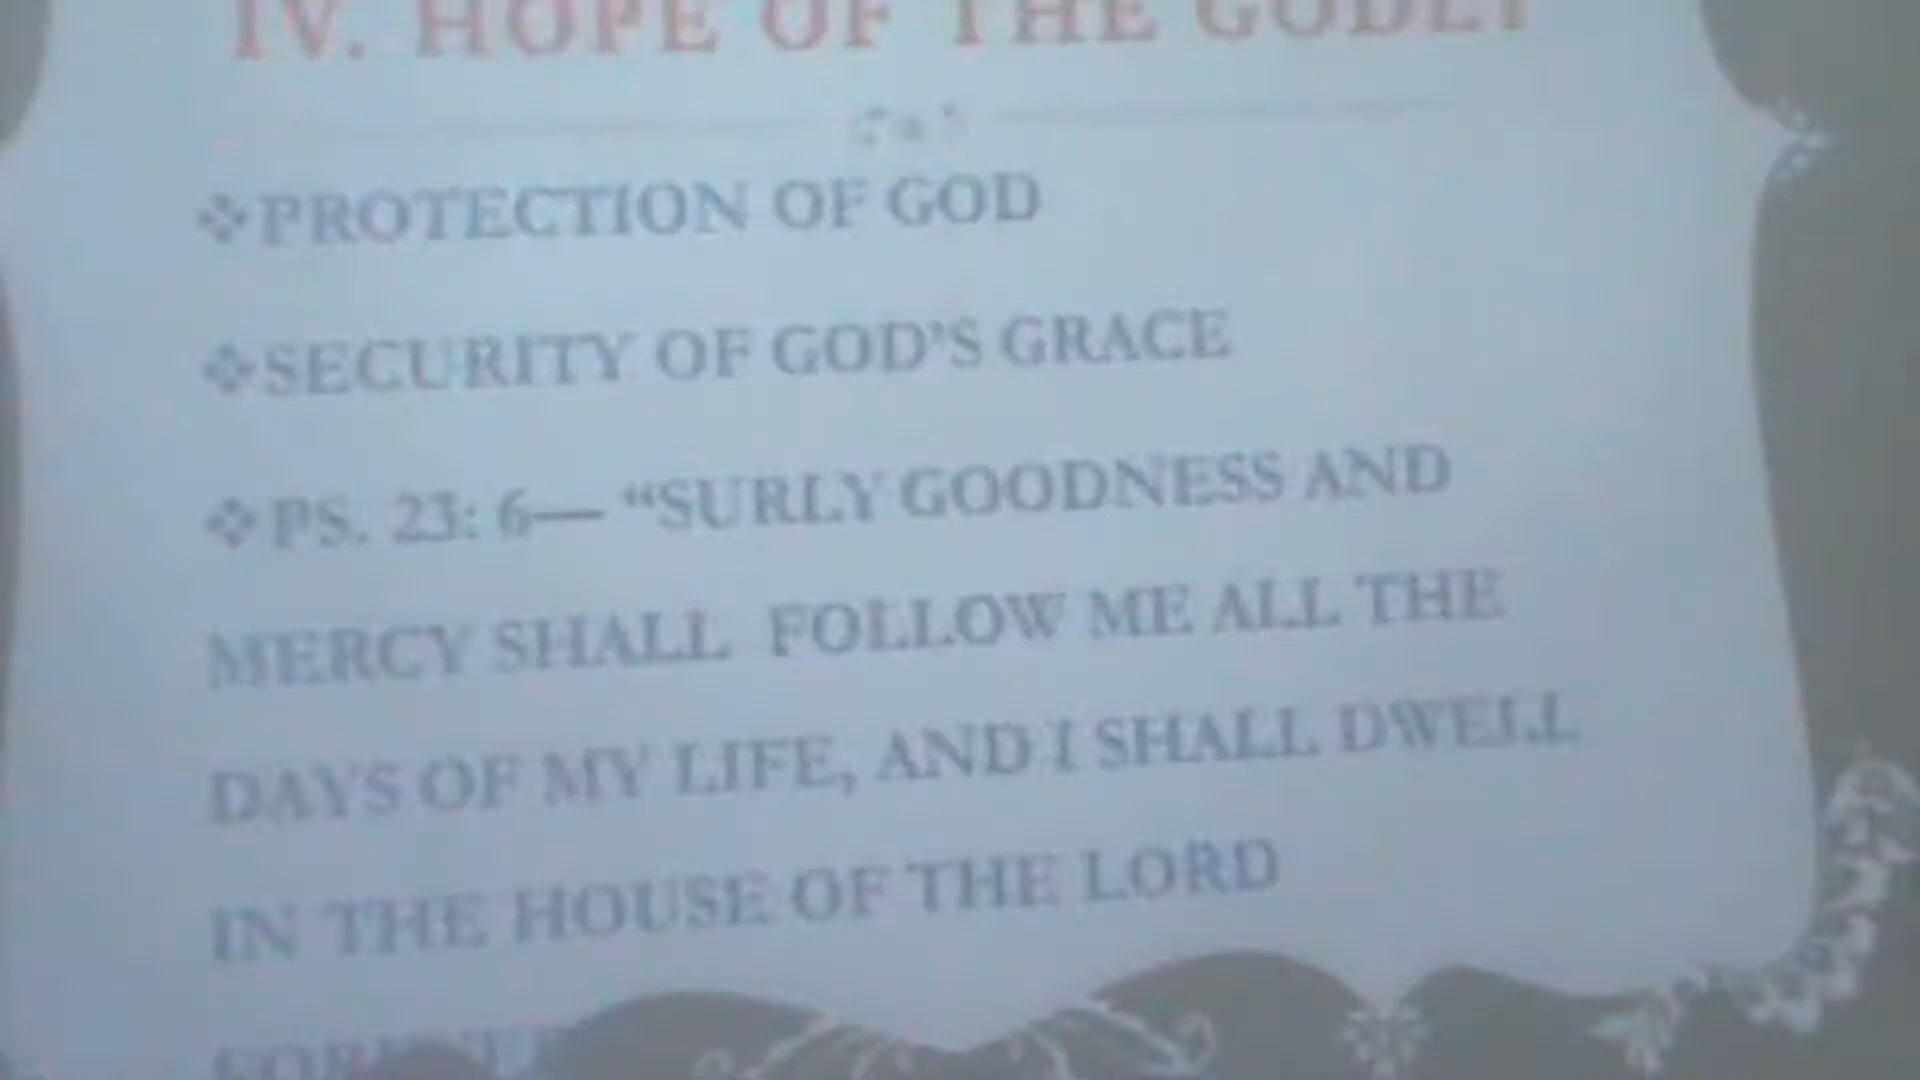 IV. HOPE OF THE GODLY
❖PROTECTION OF GOD
❖SECURITY OF GOD'S GRACE
❖PS. 23: 6— “SURLY GOODNESS AND
MERCY SHALL FOLLOW ME ALL THE
DAYS OF MY LIFE, AND I SHALL DWELL
IN THE HOUSE OF THE LORD